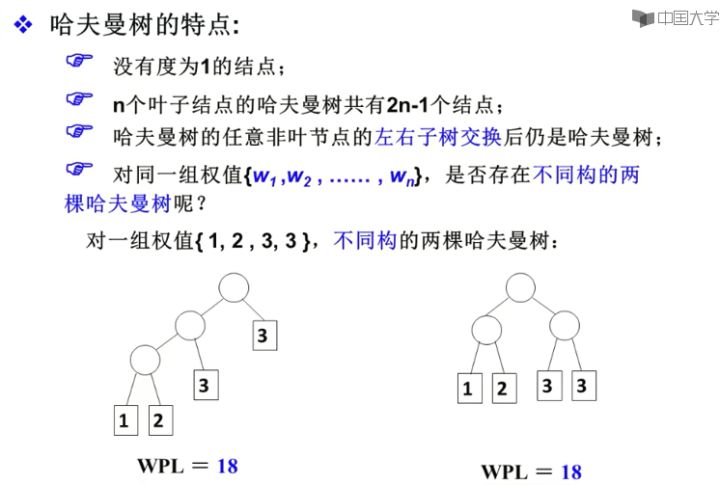 中国大学
❖ 哈夫曼树的特点:
没有度为1的结点；
n个叶子结点的哈夫曼树共有2n-1个结点；
哈夫曼树的任意非叶节点的左右子树交换后仍是哈夫曼树；
对同一组权值{w1 ,w2 , …… , wn}，是否存在不同构的两
棵哈夫曼树呢？
对一组权值{ 1, 2 , 3, 3 }，不同构的两棵哈夫曼树：
3
3
1 2
1 2 3 3
WPL = 18
WPL = 18